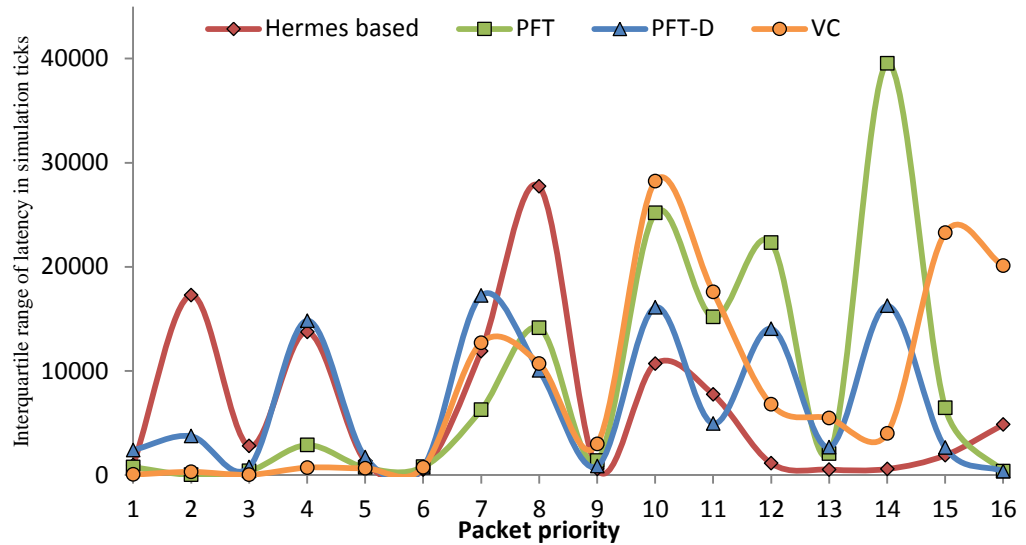 Hermes based PFT PFT-D VC
Interquartile range of latency in simulation ticks
40000
30000
20000
10000
0
1 2 3 4 5 6 7 8 9 10 11 12 13 14 15 16
Packet priority